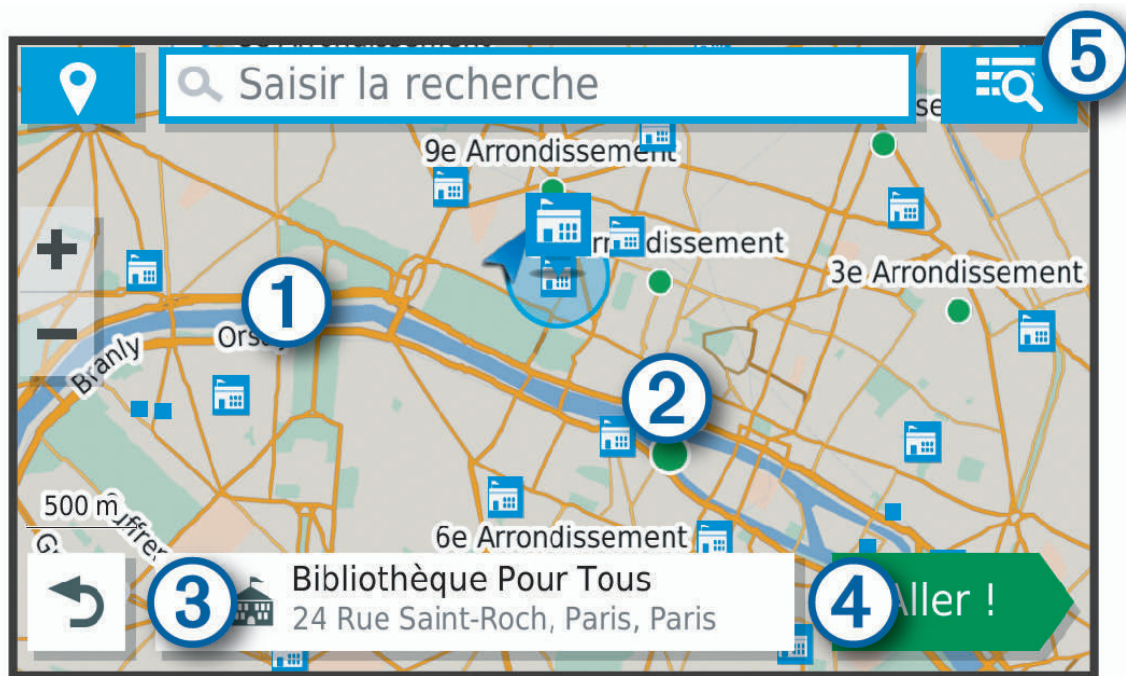 5
Saisir la recherche
9e Arrondissement
3e Arrondissement
1
2
Branly
500 m
6e Arrondissement
3
Bibliothèque Pour Tous
24 Rue Saint-Roch, Paris, Paris
4
Aller !